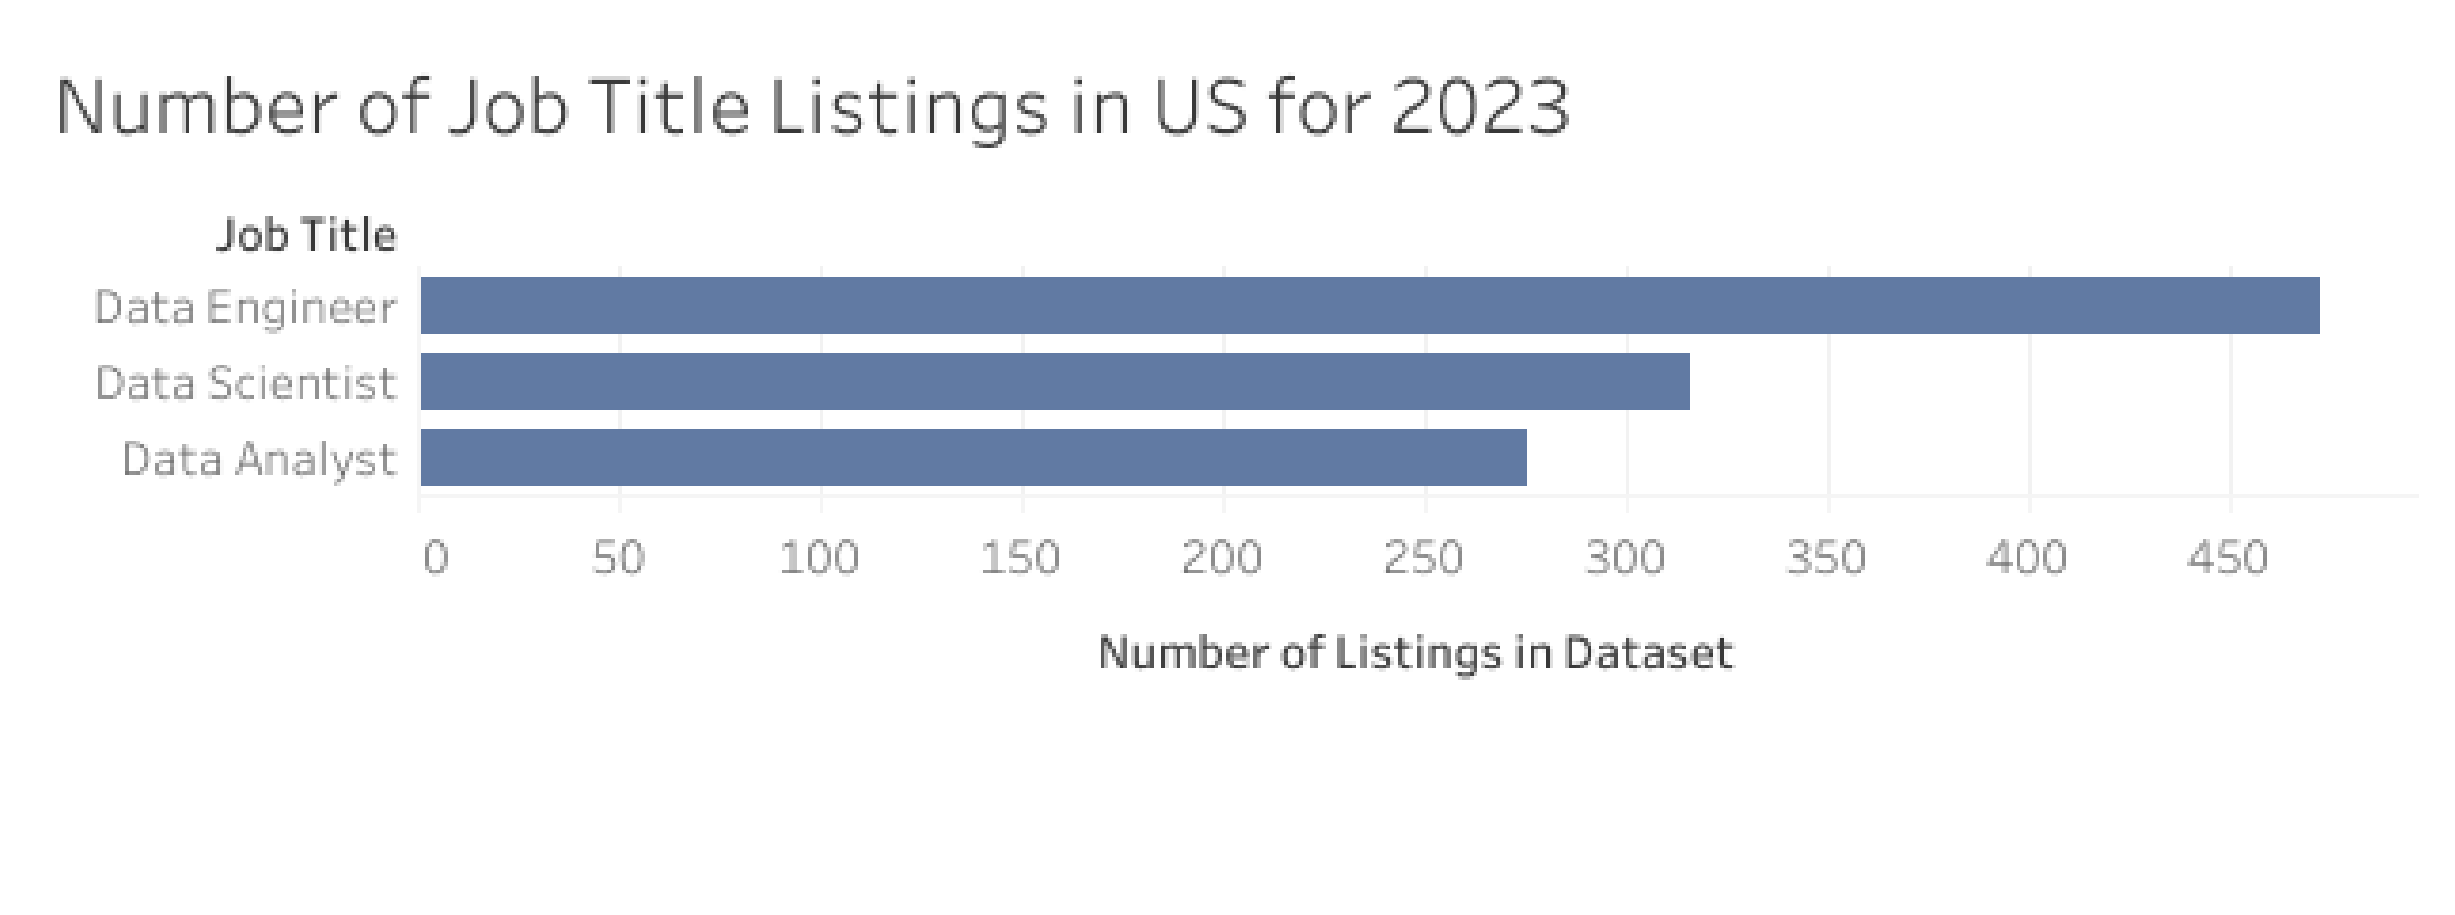 Number of Job Title Listings in US for 2023
Job Title
Data Engineer
Data Scientist
Data Analyst
0 50 100 150 200 250 300 350 400 450
Number of Listings in Dataset